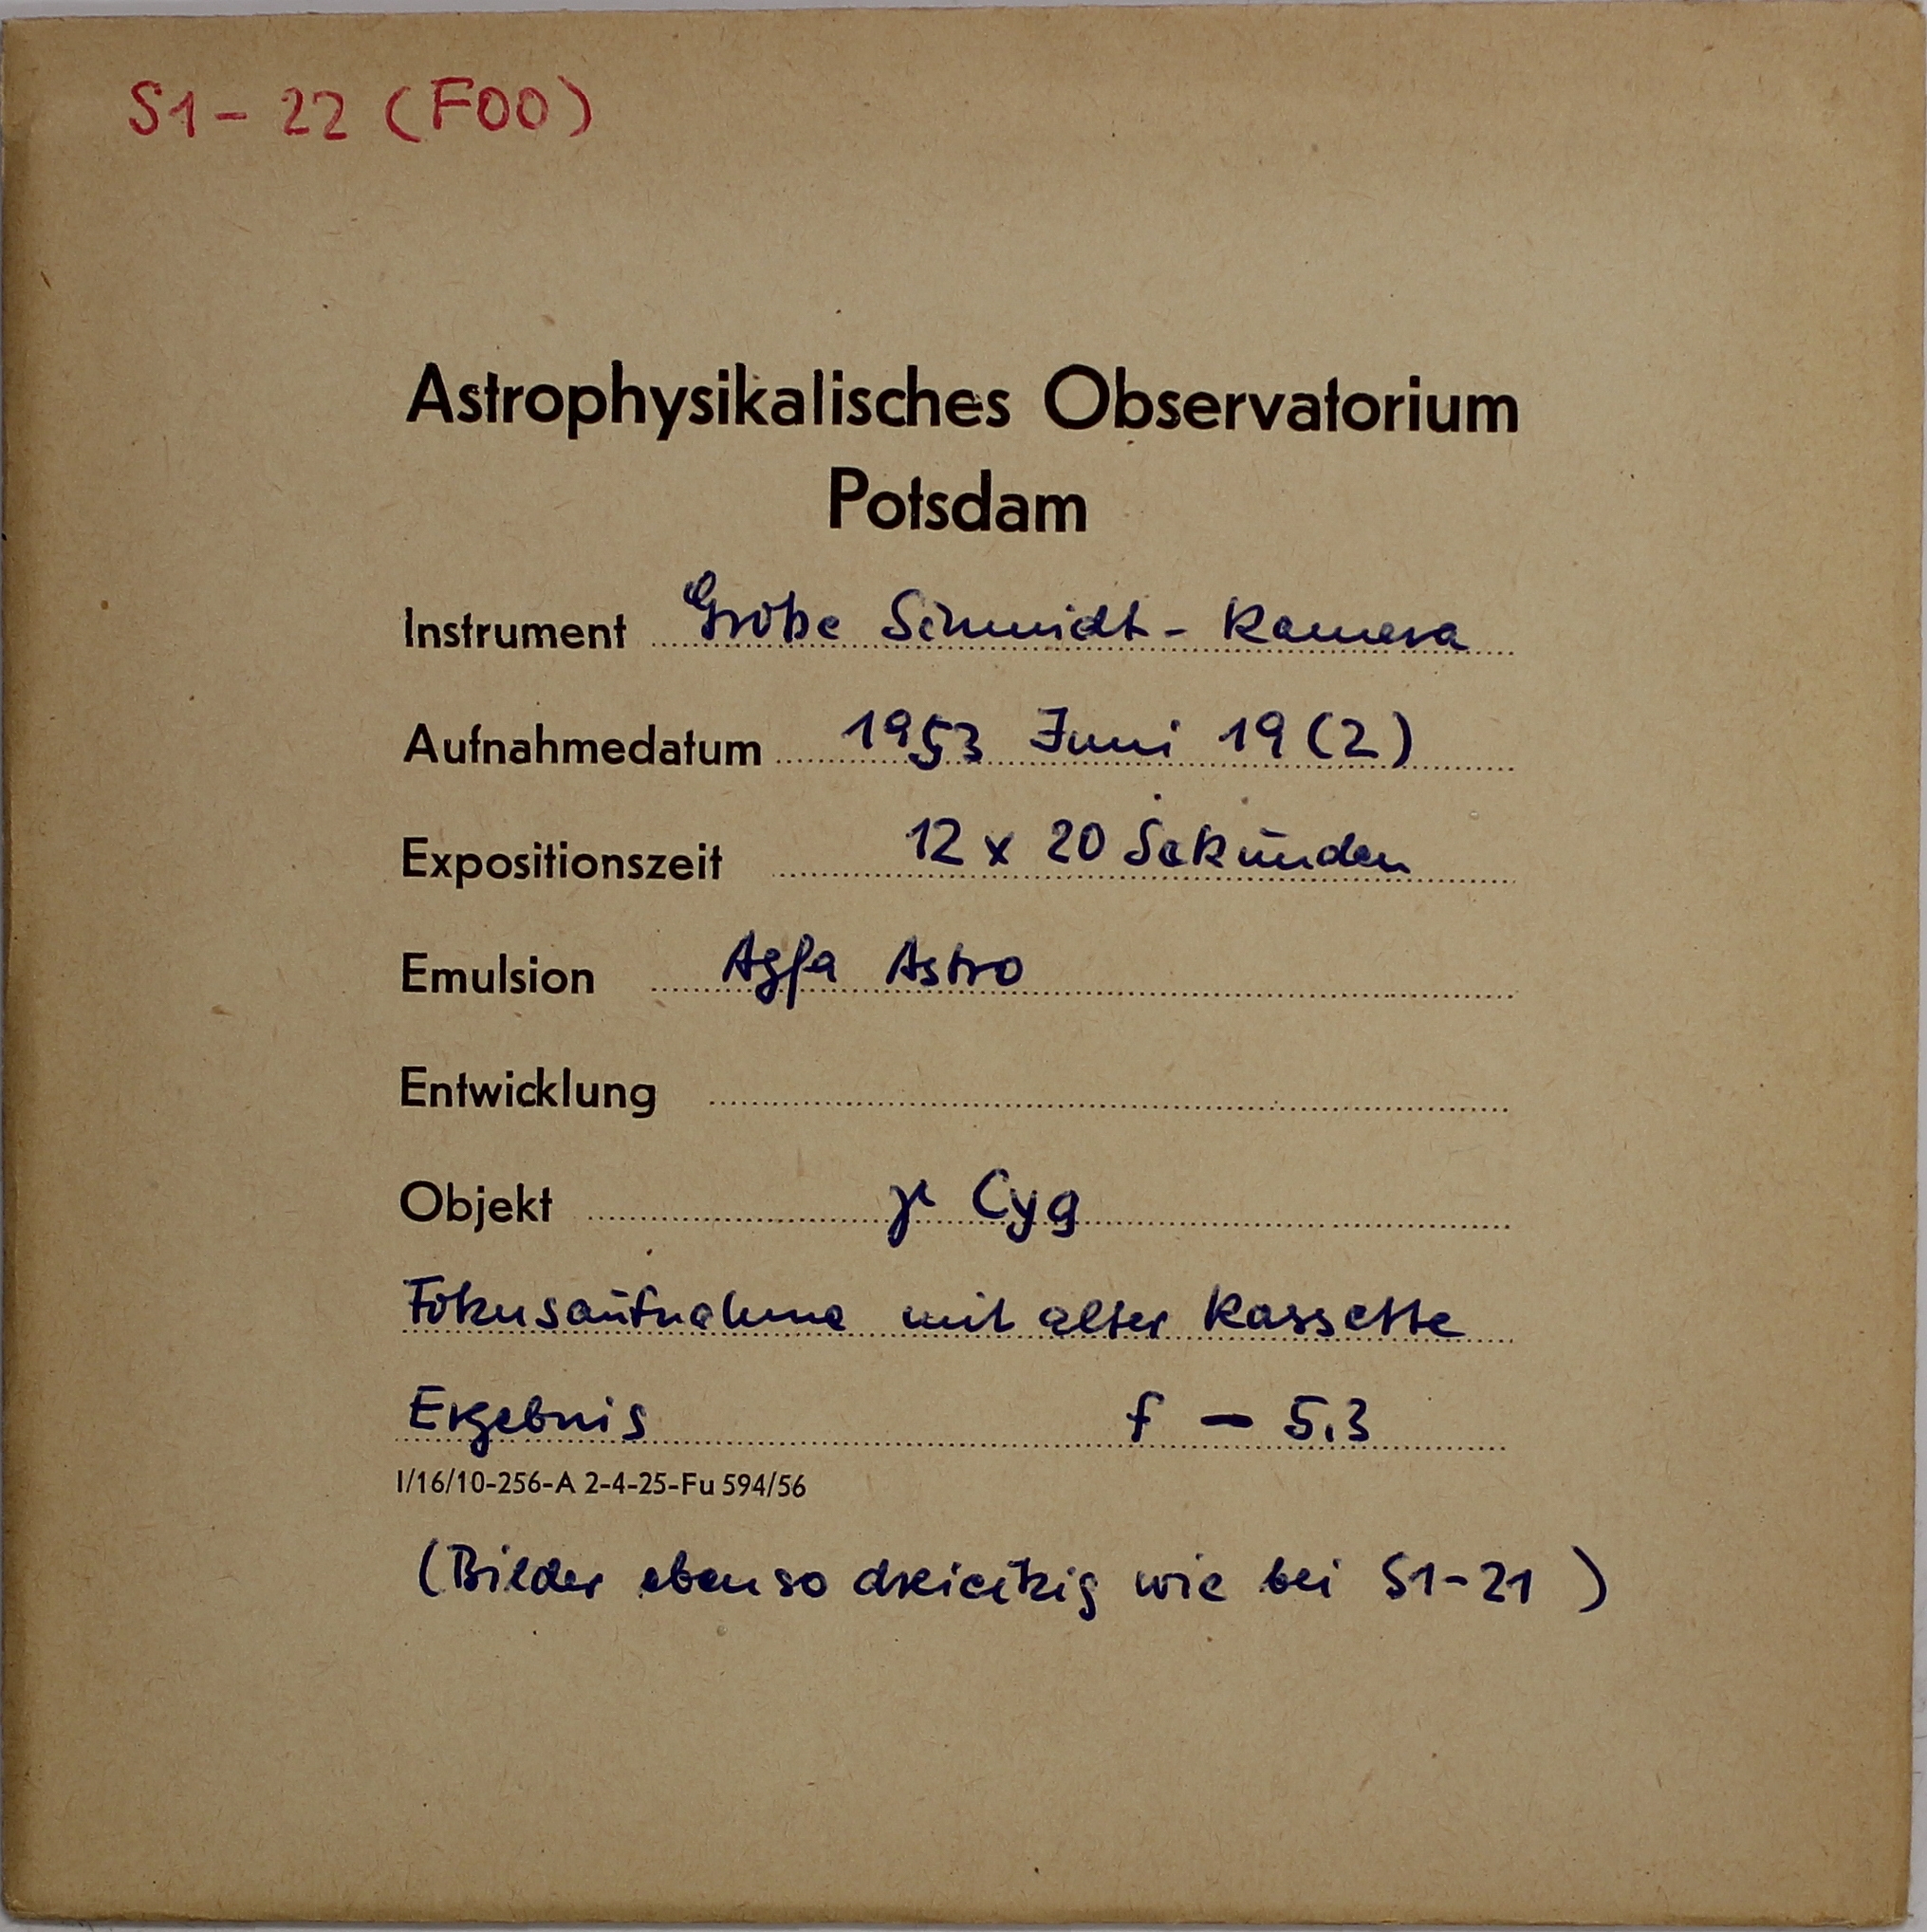 S1 - 22 (F00)
Astrophysikalisches Observatorium
Potsdam
Instrument Große Schmidt - Kamera
Aufnahmedatum 1953 Juni 19 (2)
Expositionszeit 12 x 20 Sekunden
Emulsion Agfa Astro
Entwicklung
Objekt γ Cyg
Fokusaufnahme mit alter Kassette
Ergebnis f - 5.3
I/16/10-256-A 2-4-25-Fu 594/56
(Bilder ebenso dreieckig wie bei S1-21)